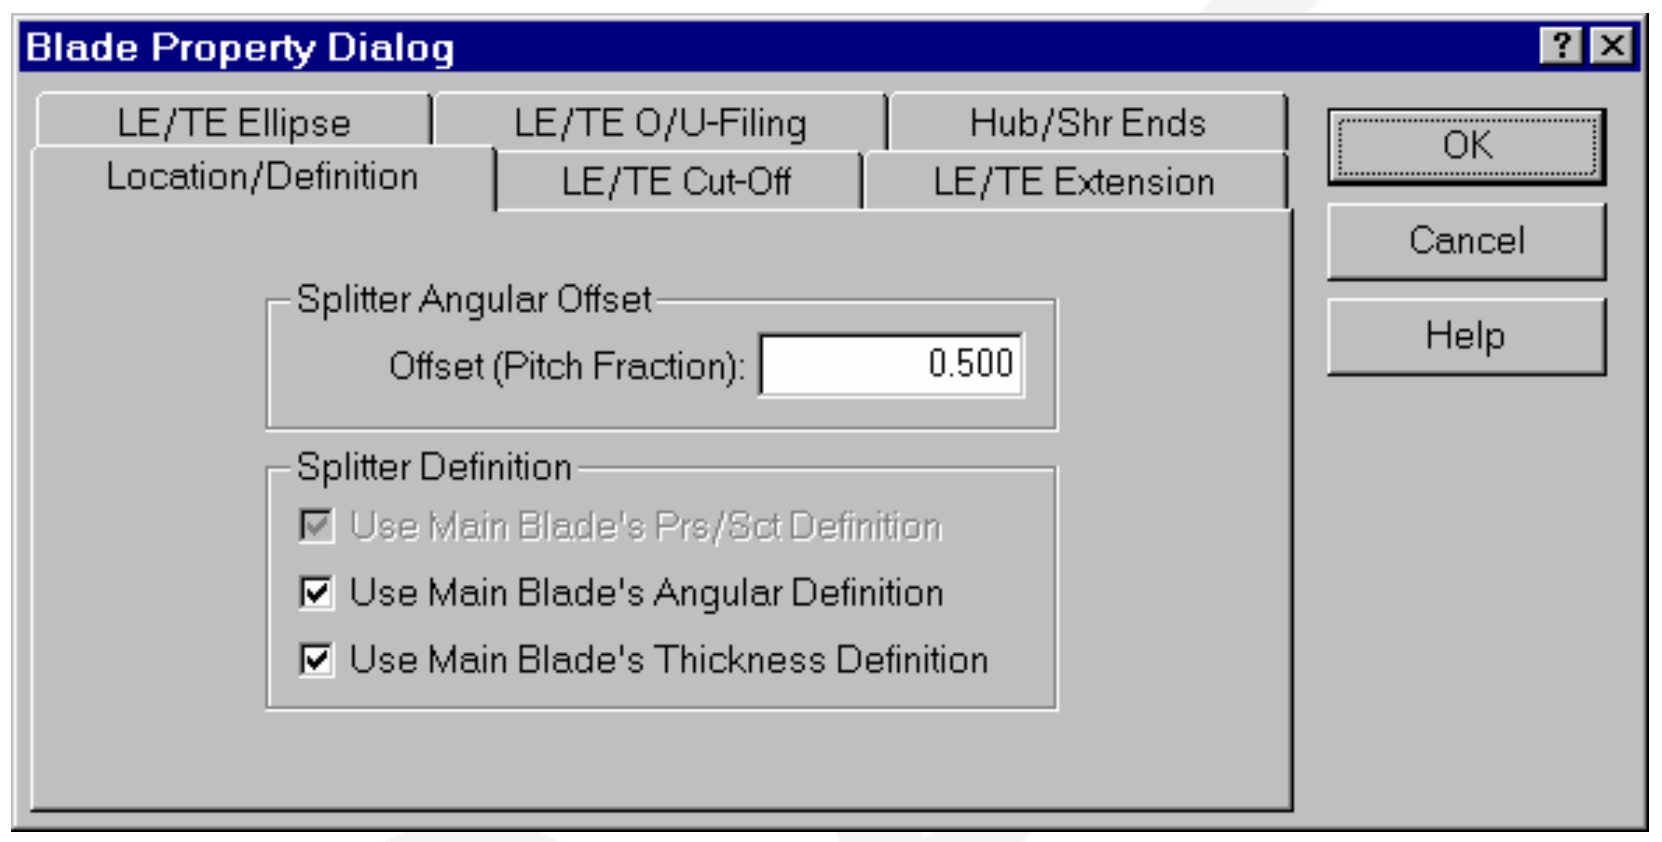 Blade Property Dialog
LE/TE Ellipse
LE/TE O/U-Filing
Hub/Shr Ends
Location/Definition
LE/TE Cut-Off
LE/TE Extension
Splitter Angular Offset
Offset (Pitch Fraction): 0.500
Splitter Definition
Use Main Blade's Prs/Sct Definition
Use Main Blade's Angular Definition
Use Main Blade's Thickness Definition
OK
Cancel
Help